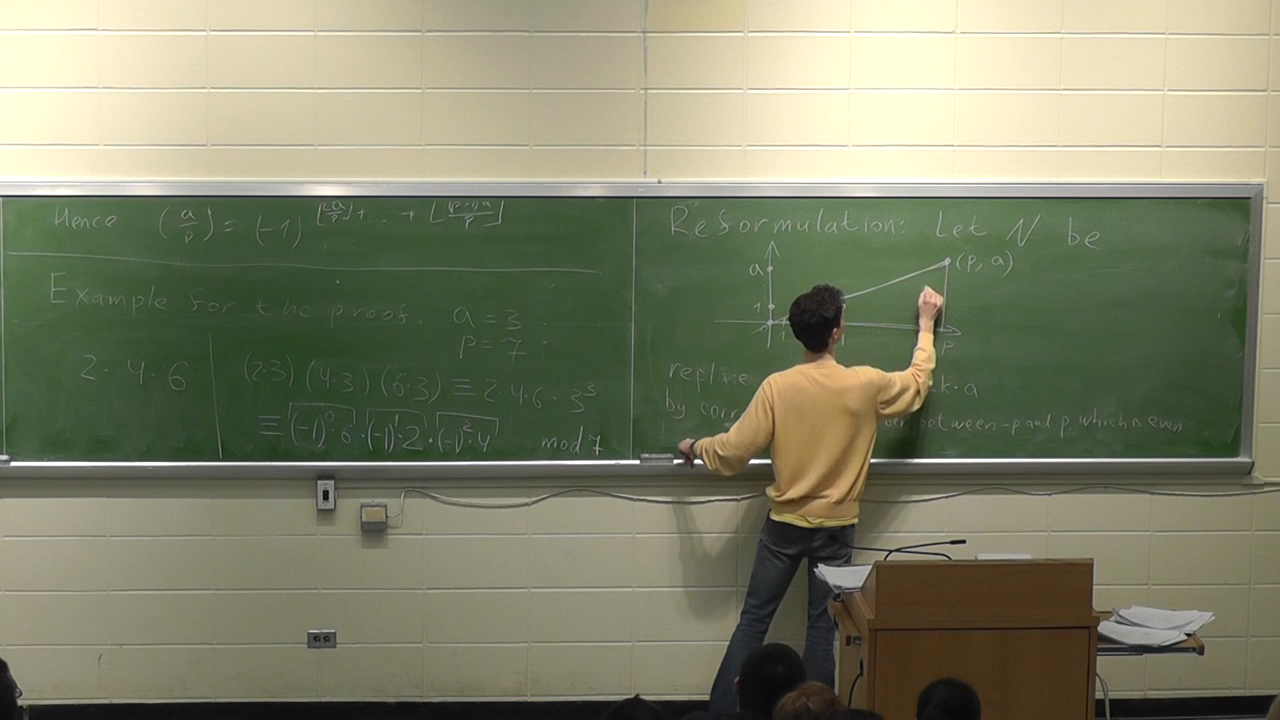 Hence (a/p) = (-1)^{⌊2a/p⌋ + ... + ⌊(p-1)a/p⌋}
Example for the proof. a = 3
p = 7
2 · 4 · 6
(2·3) (4·3) (6·3) ≡ 2·4·6·3³
≡ (-1)⁰·6 · (-1)¹·2 · (-1)²·4 mod 7
Reformulation: Let N be
a
(p, a)
1
1
p
k·a
by
between -p and p which is even